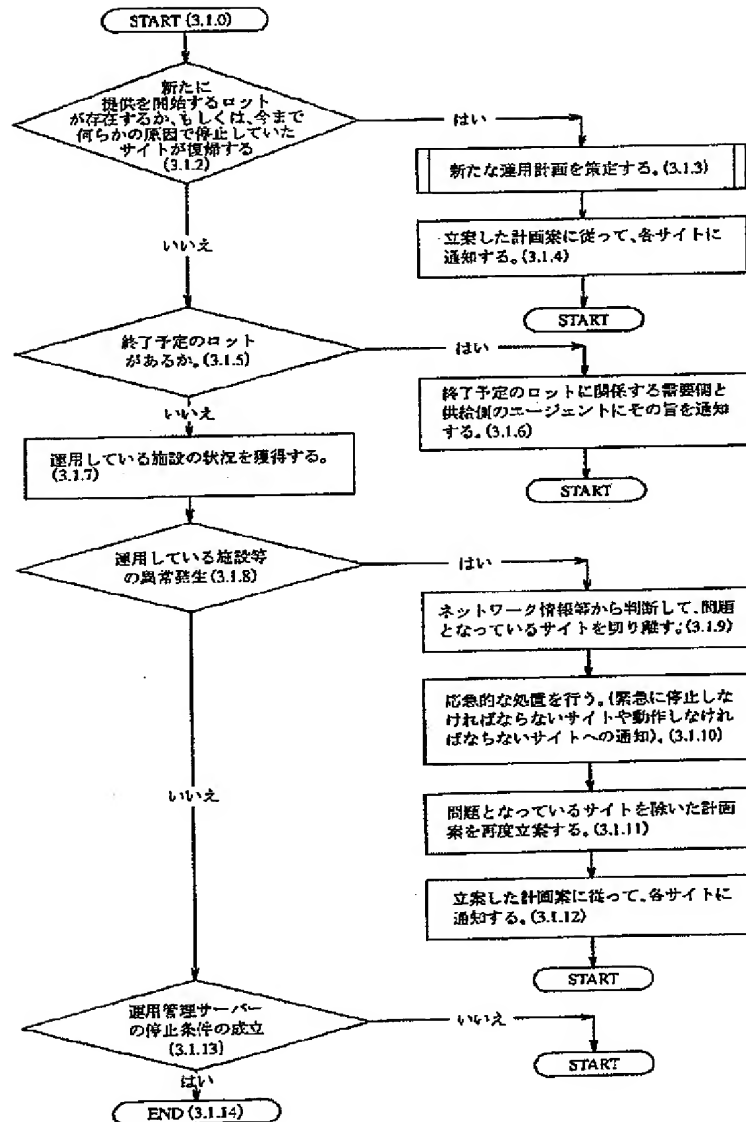 START (3.1.0)
新たに
提供を開始するロット
が存在するか、もしくは、今まで
何らかの原因で停止していた
サイトが復帰する
(3.1.2)
はい
新たな運用計画を策定する。(3.1.3)
いいえ
立案した計画案に従って、各サイトに
通知する。(3.1.4)
START
終了予定のロット
があるか。(3.1.5)
はい
いいえ
終了予定のロットに関係する需要側と
供給側のエージェントにその旨を通知
する。(3.1.6)
運用している施設の状況を獲得する。
(3.1.7)
START
運用している施設等
の異常発生(3.1.8)
はい
ネットワーク情報等から判断して、問題
となっているサイトを切り離す。(3.1.9)
応急的な処置を行う。(緊急に停止しな
ければならないサイトや動作しなけれ
ばならないサイトへの通知)。(3.1.10)
いいえ
問題となっているサイトを除いた計画
案を再度立案する。(3.1.11)
立案した計画案に従って、各サイトに
通知する。(3.1.12)
START
運用管理サーバー
の停止条件の成立
(3.1.13)
いいえ
START
はい
END (3.1.14)